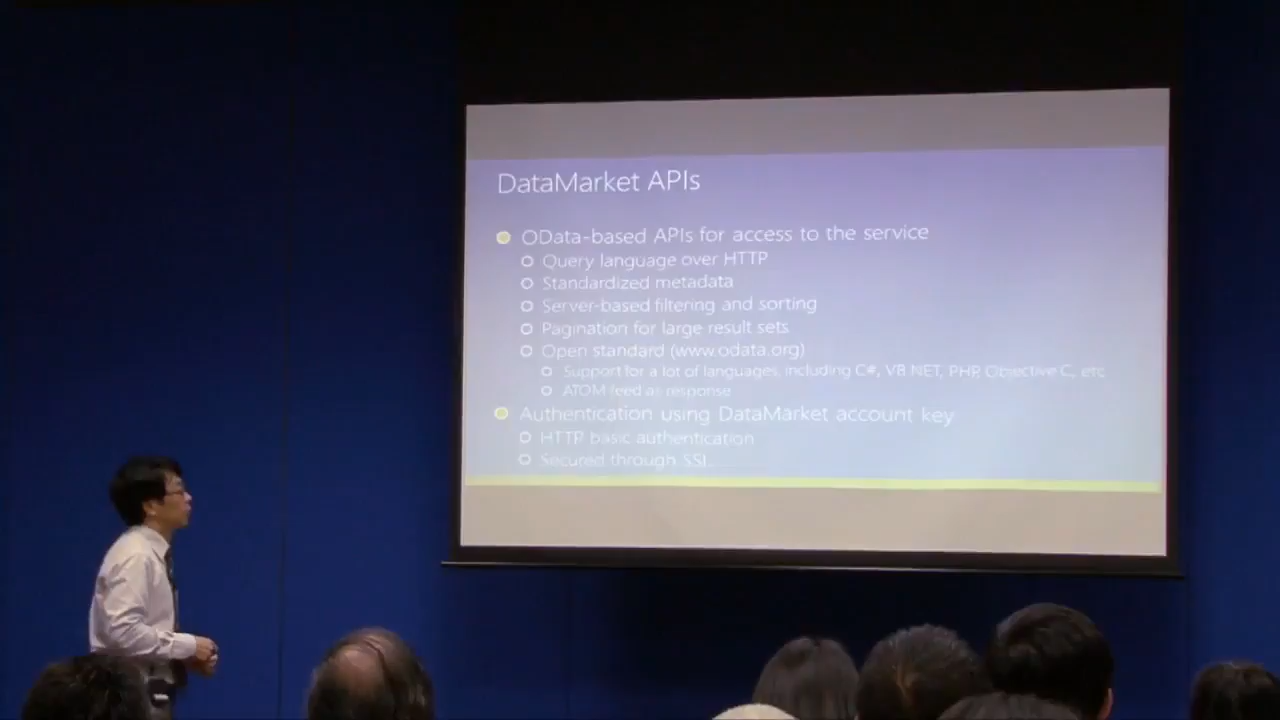 DataMarket APIs
OData-based APIs for access to the service
Query language over HTTP
Standardized metadata
Server-based filtering and sorting
Pagination for large result sets
Open standard (www.odata.org)
Support for a lot of languages, including C#, VB.NET, PHP, Objective C, etc
ATOM feed as response
Authentication using DataMarket account key
HTTP basic authentication
Secured through SSL